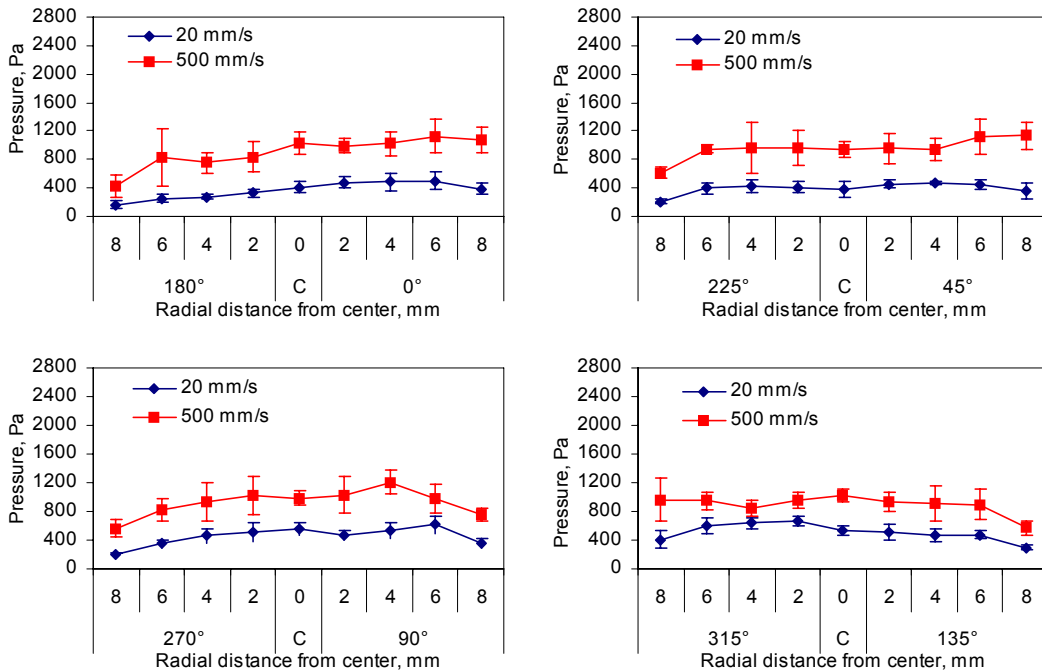 2800
2400
2000
1600
1200
800
400
0
Pressure, Pa
20 mm/s
500 mm/s
8 6 4 2 0 2 4 6 8
180° C 0°
Radial distance from center, mm
2800
2400
2000
1600
1200
800
400
0
Pressure, Pa
20 mm/s
500 mm/s
8 6 4 2 0 2 4 6 8
225° C 45°
Radial distance from center, mm
2800
2400
2000
1600
1200
800
400
0
Pressure, Pa
20 mm/s
500 mm/s
8 6 4 2 0 2 4 6 8
270° C 90°
Radial distance from center, mm
2800
2400
2000
1600
1200
800
400
0
Pressure, Pa
20 mm/s
500 mm/s
8 6 4 2 0 2 4 6 8
315° C 135°
Radial distance from center, mm